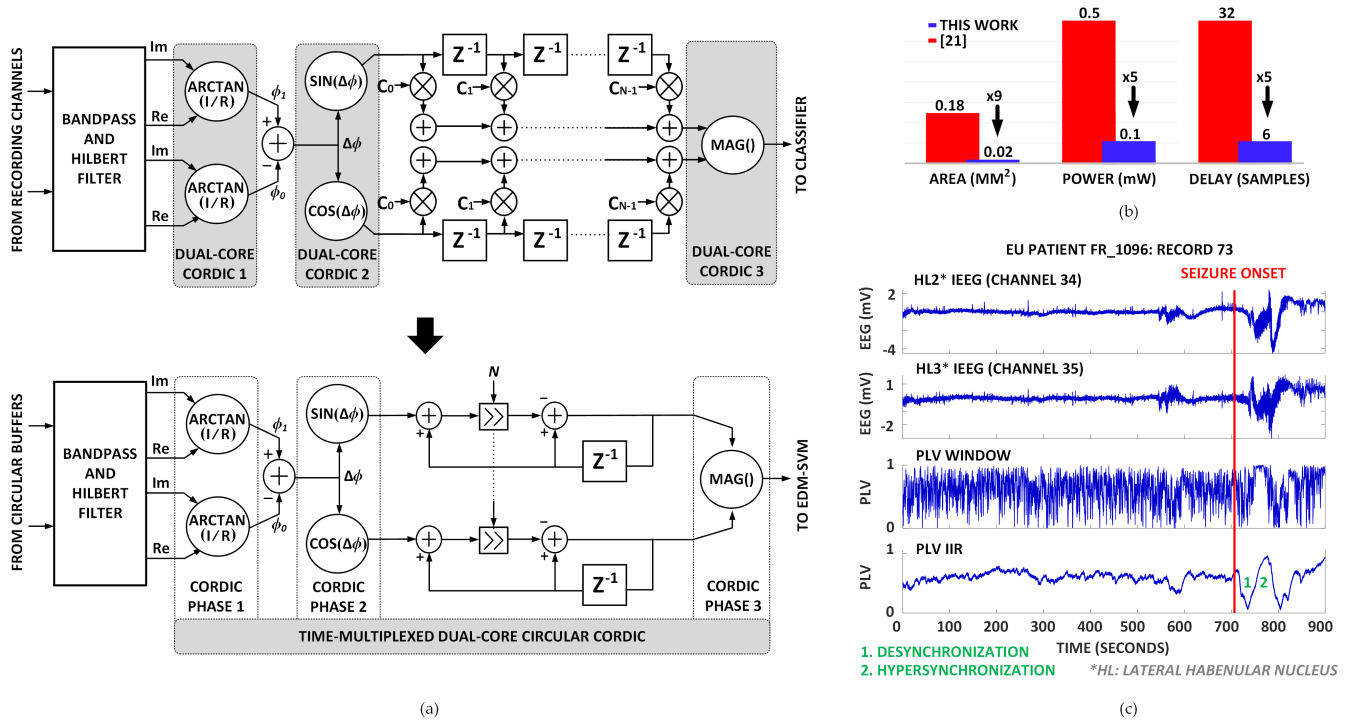 FROM RECORDING CHANNELS
BANDPASS
AND
HILBERT
FILTER
Im
Re
Im
Re
ARCTAN
(I/R)
ARCTAN
(I/R)
ϕ1
+
−
ϕ0
DUAL-CORE
CORDIC 1
SIN(Δϕ)
Δϕ
COS(Δϕ)
DUAL-CORE
CORDIC 2
Z-1
Z-1
Z-1
C0
C1
CN-1
C0
C1
CN-1
Z-1
Z-1
Z-1
MAG()
DUAL-CORE
CORDIC 3
TO CLASSIFIER
FROM CIRCULAR BUFFERS
BANDPASS
AND
HILBERT
FILTER
Im
Re
Im
Re
ARCTAN
(I/R)
ARCTAN
(I/R)
ϕ1
+
−
ϕ0
CORDIC
PHASE 1
SIN(Δϕ)
Δϕ
COS(Δϕ)
CORDIC
PHASE 2
N
+
>>
−
+
Z-1
+
>>
−
+
Z-1
MAG()
CORDIC
PHASE 3
TO EDM-SVM
TIME-MULTIPLEXED DUAL-CORE CIRCULAR CORDIC
(a)
THIS WORK
[21]
0.18
x9
0.02
0.5
x5
0.1
32
x5
6
AREA (MM2)
POWER (mW)
DELAY (SAMPLES)
(b)
EU PATIENT FR_1096: RECORD 73
SEIZURE ONSET
HL2* IEEG (CHANNEL 34)
EEG (mV)
2
-4
HL3* IEEG (CHANNEL 35)
EEG (mV)
1
-2
PLV WINDOW
PLV
1
0
PLV IIR
PLV
1
0
1
2
0 100 200 300 400 500 600 700 800 900
TIME (SECONDS)
1. DESYNCHRONIZATION
2. HYPERSYNCHRONIZATION
*HL: LATERAL HABENULAR NUCLEUS
(c)